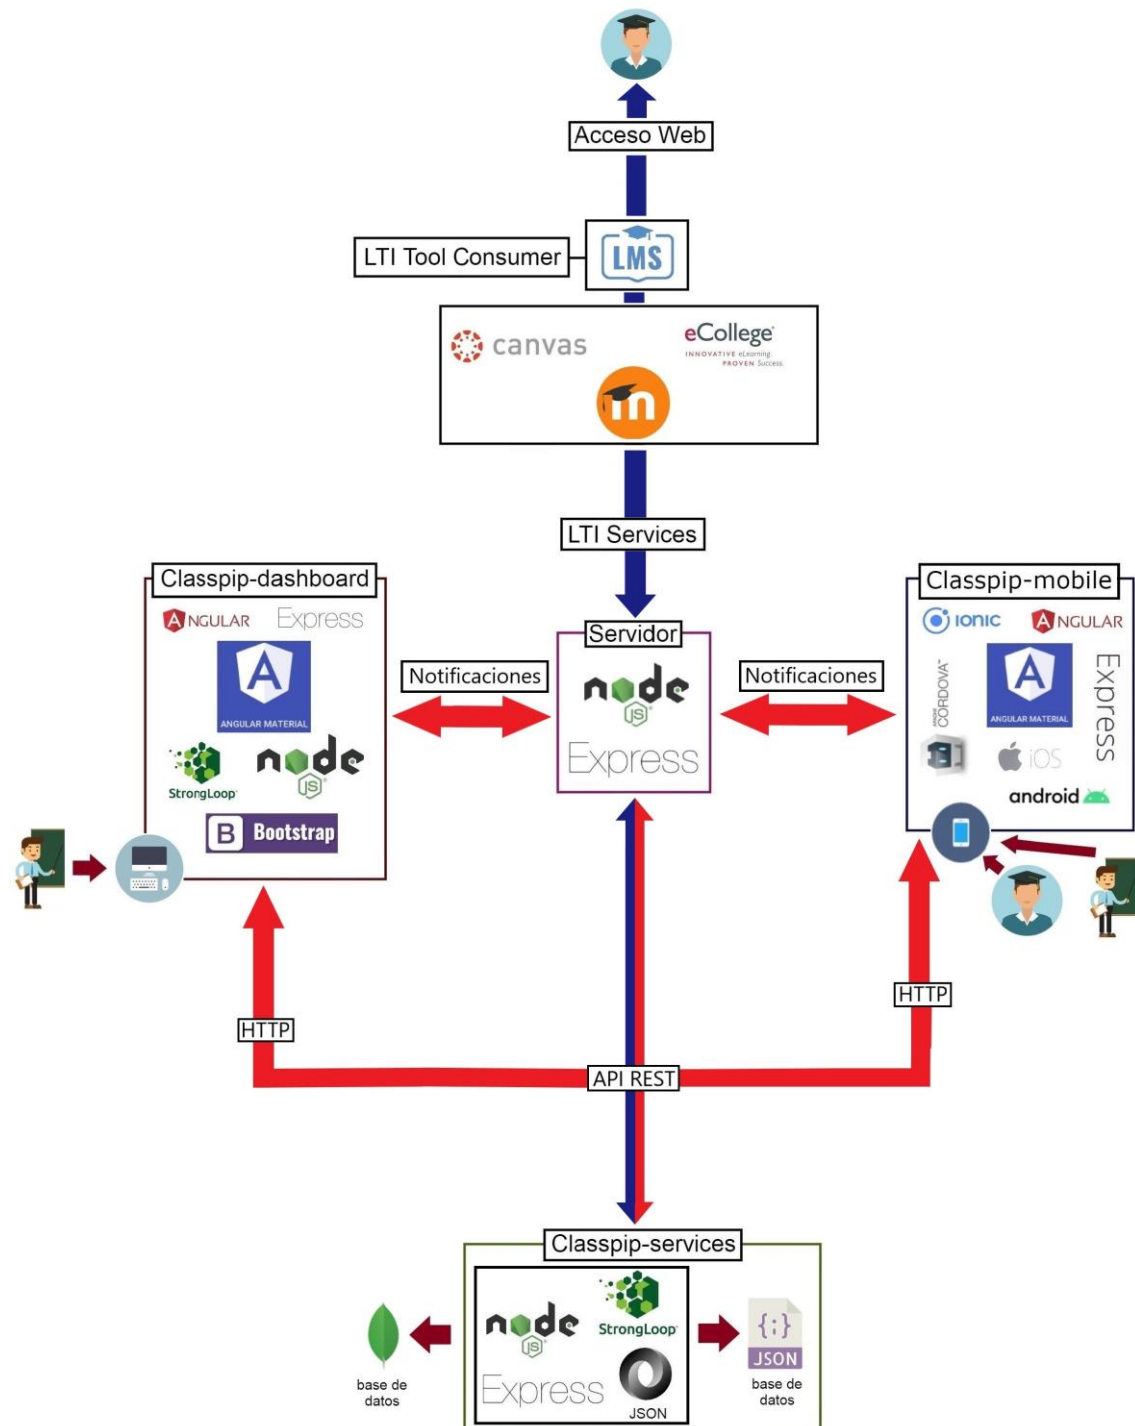 Acceso Web
LTI Tool Consumer
LMS
canvas
eCollege
INNOVATIVE eLearning.
PROVEN Success.
m
LTI Services
Classpip-dashboard
ANGULAR
Express
A
ANGULAR MATERIAL
StrongLoop
node
JS
B Bootstrap
Notificaciones
Servidor
node
JS
Express
Notificaciones
Classpip-mobile
IONIC
ANGULAR
APACHE
CORDOVA™
A
ANGULAR MATERIAL
Express
iOS
android
HTTP
HTTP
API REST
Classpip-services
node
JS
StrongLoop
Express
JSON
base de
datos
{;}
JSON
base de
datos